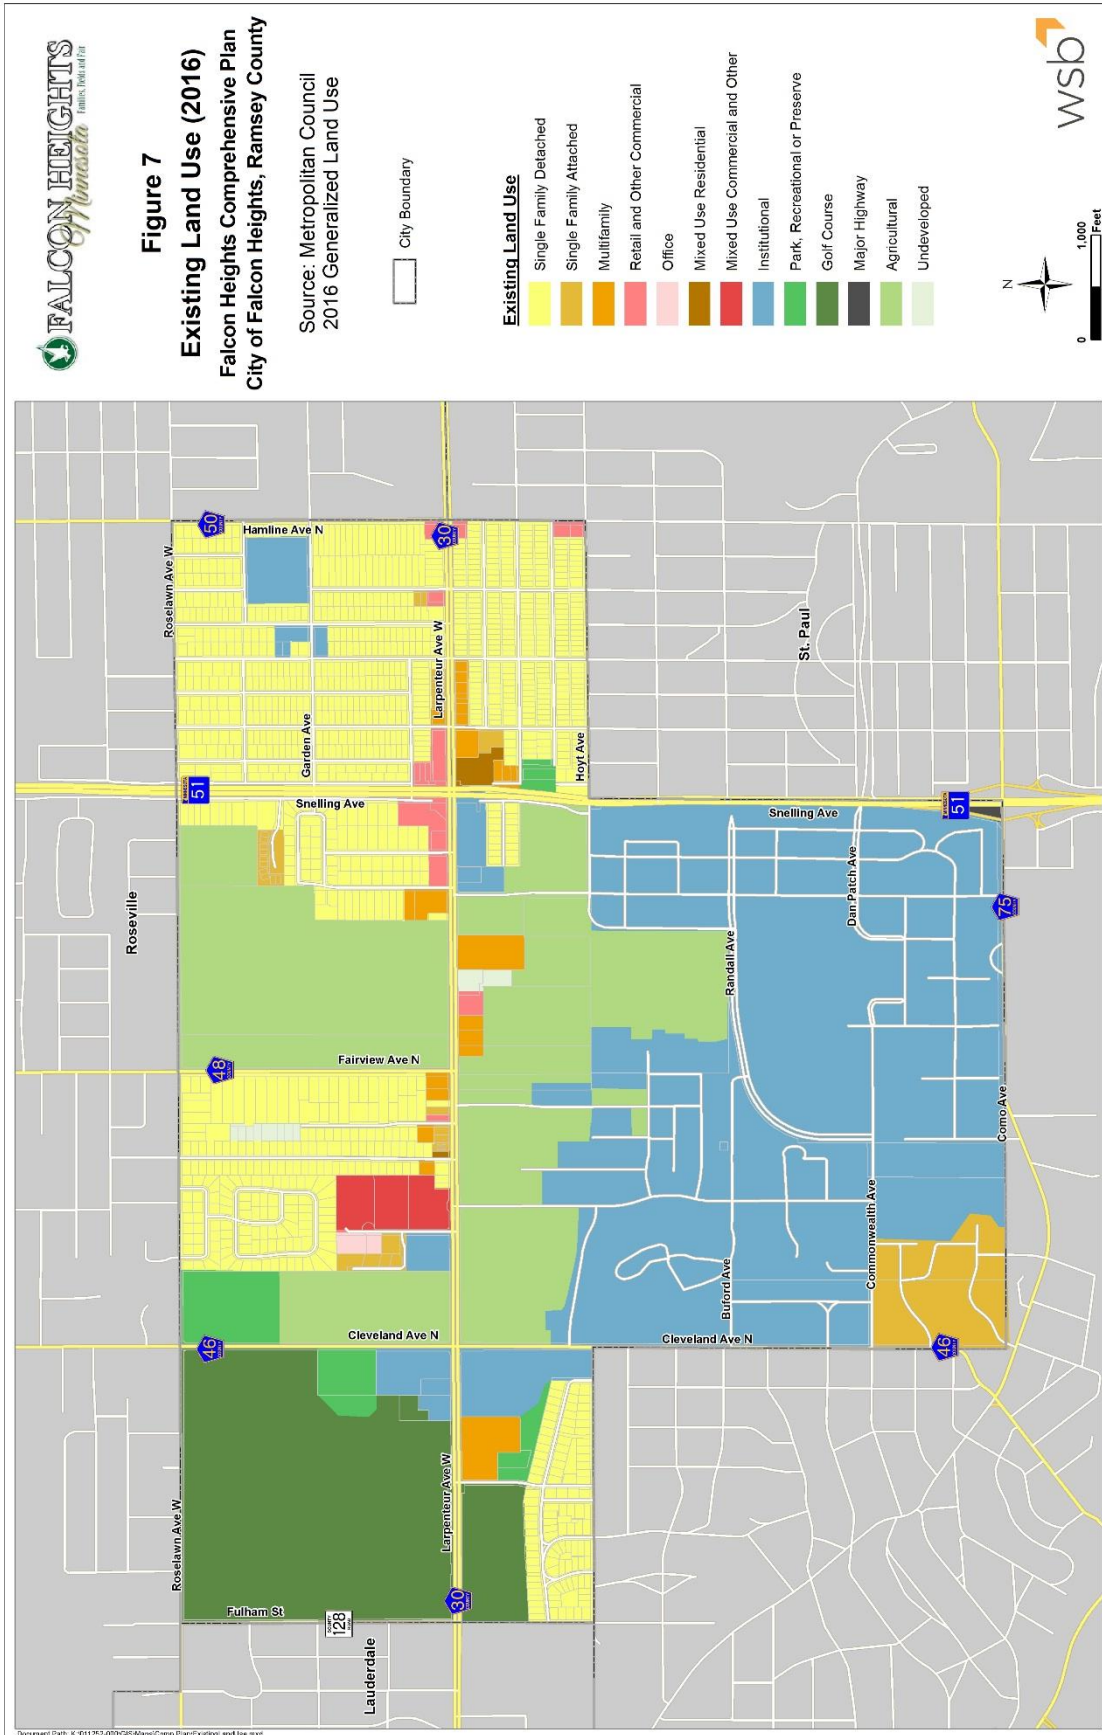 FALCON HEIGHTS
Minnesota
Families, Fields and Fair
Figure 7
Existing Land Use (2016)
Falcon Heights Comprehensive Plan
City of Falcon Heights, Ramsey County
Source: Metropolitan Council
2016 Generalized Land Use
City Boundary
Existing Land Use
Single Family Detached
Single Family Attached
Multifamily
Retail and Other Commercial
Office
Mixed Use Residential
Mixed Use Commercial and Other
Institutional
Park, Recreational or Preserve
Golf Course
Major Highway
Agricultural
Undeveloped
N
0
1,000
Feet
wsb
Roselawn Ave W
50
Hamline Ave N
30
Larpenteur Ave W
Garden Ave
Hoyt Ave
St. Paul
51
Snelling Ave
Snelling Ave
51
Dan Patch Ave
Roseville
Randall Ave
75
48
Fairview Ave N
Como Ave
Commonwealth Ave
Buford Ave
46
Cleveland Ave N
Cleveland Ave N
46
Roselawn Ave W
Larpenteur Ave W
30
Fulham St
128
Lauderdale